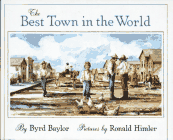 The
Best Town in the World
By Byrd Baylor Pictures by Ronald Himler